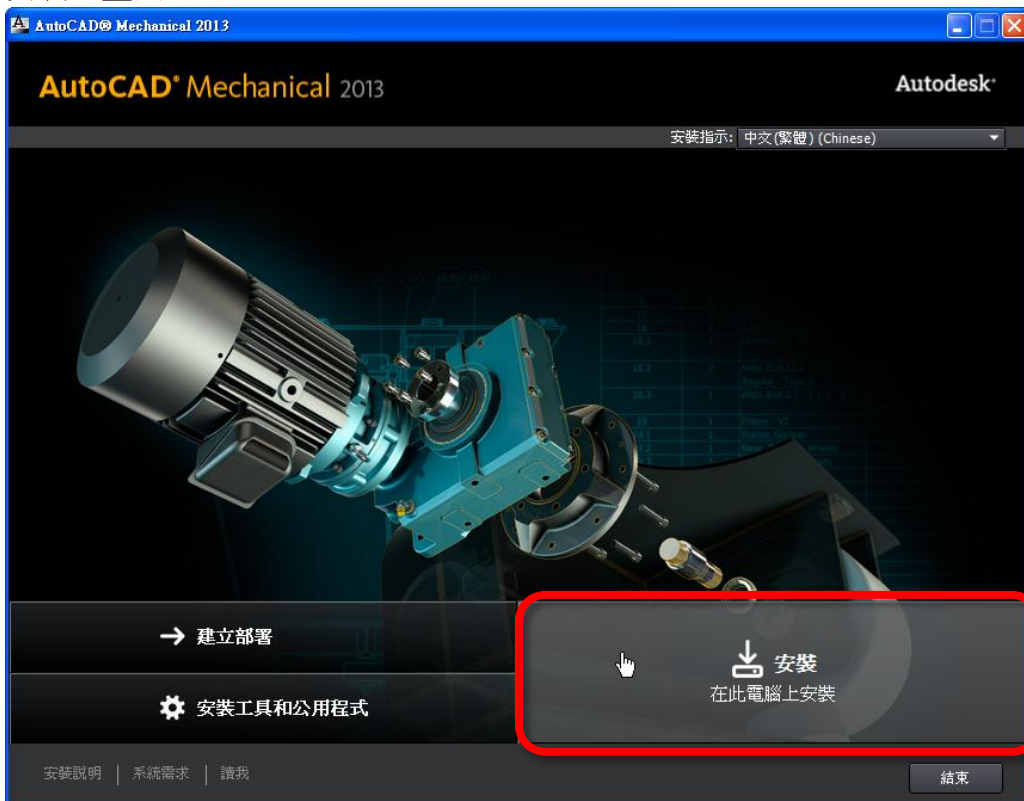 AutoCAD® Mechanical 2013
AutoCAD® Mechanical 2013
Autodesk®
安裝指示: 中文(繁體) (Chinese)
→ 建立部署
安裝
在此電腦上安裝
安裝工具和公用程式
安裝說明 | 系統需求 | 讀我
結束